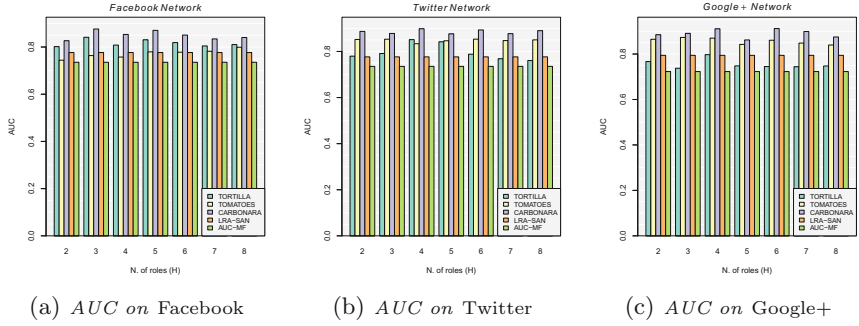 Facebook Network
AUC
0.0 0.2 0.4 0.6 0.8
TORTILLA
TOMATOES
CARBONARA
LRA−SAN
AUC−MF
2 3 4 5 6 7 8
N. of roles (H)
(a) AUC on Facebook
Twitter Network
AUC
0.0 0.2 0.4 0.6 0.8
TORTILLA
TOMATOES
CARBONARA
LRA−SAN
AUC−MF
2 3 4 5 6 7 8
N. of roles (H)
(b) AUC on Twitter
Google+ Network
AUC
0.0 0.2 0.4 0.6 0.8
TORTILLA
TOMATOES
CARBONARA
LRA−SAN
AUC−MF
2 3 4 5 6 7 8
N. of roles (H)
(c) AUC on Google+